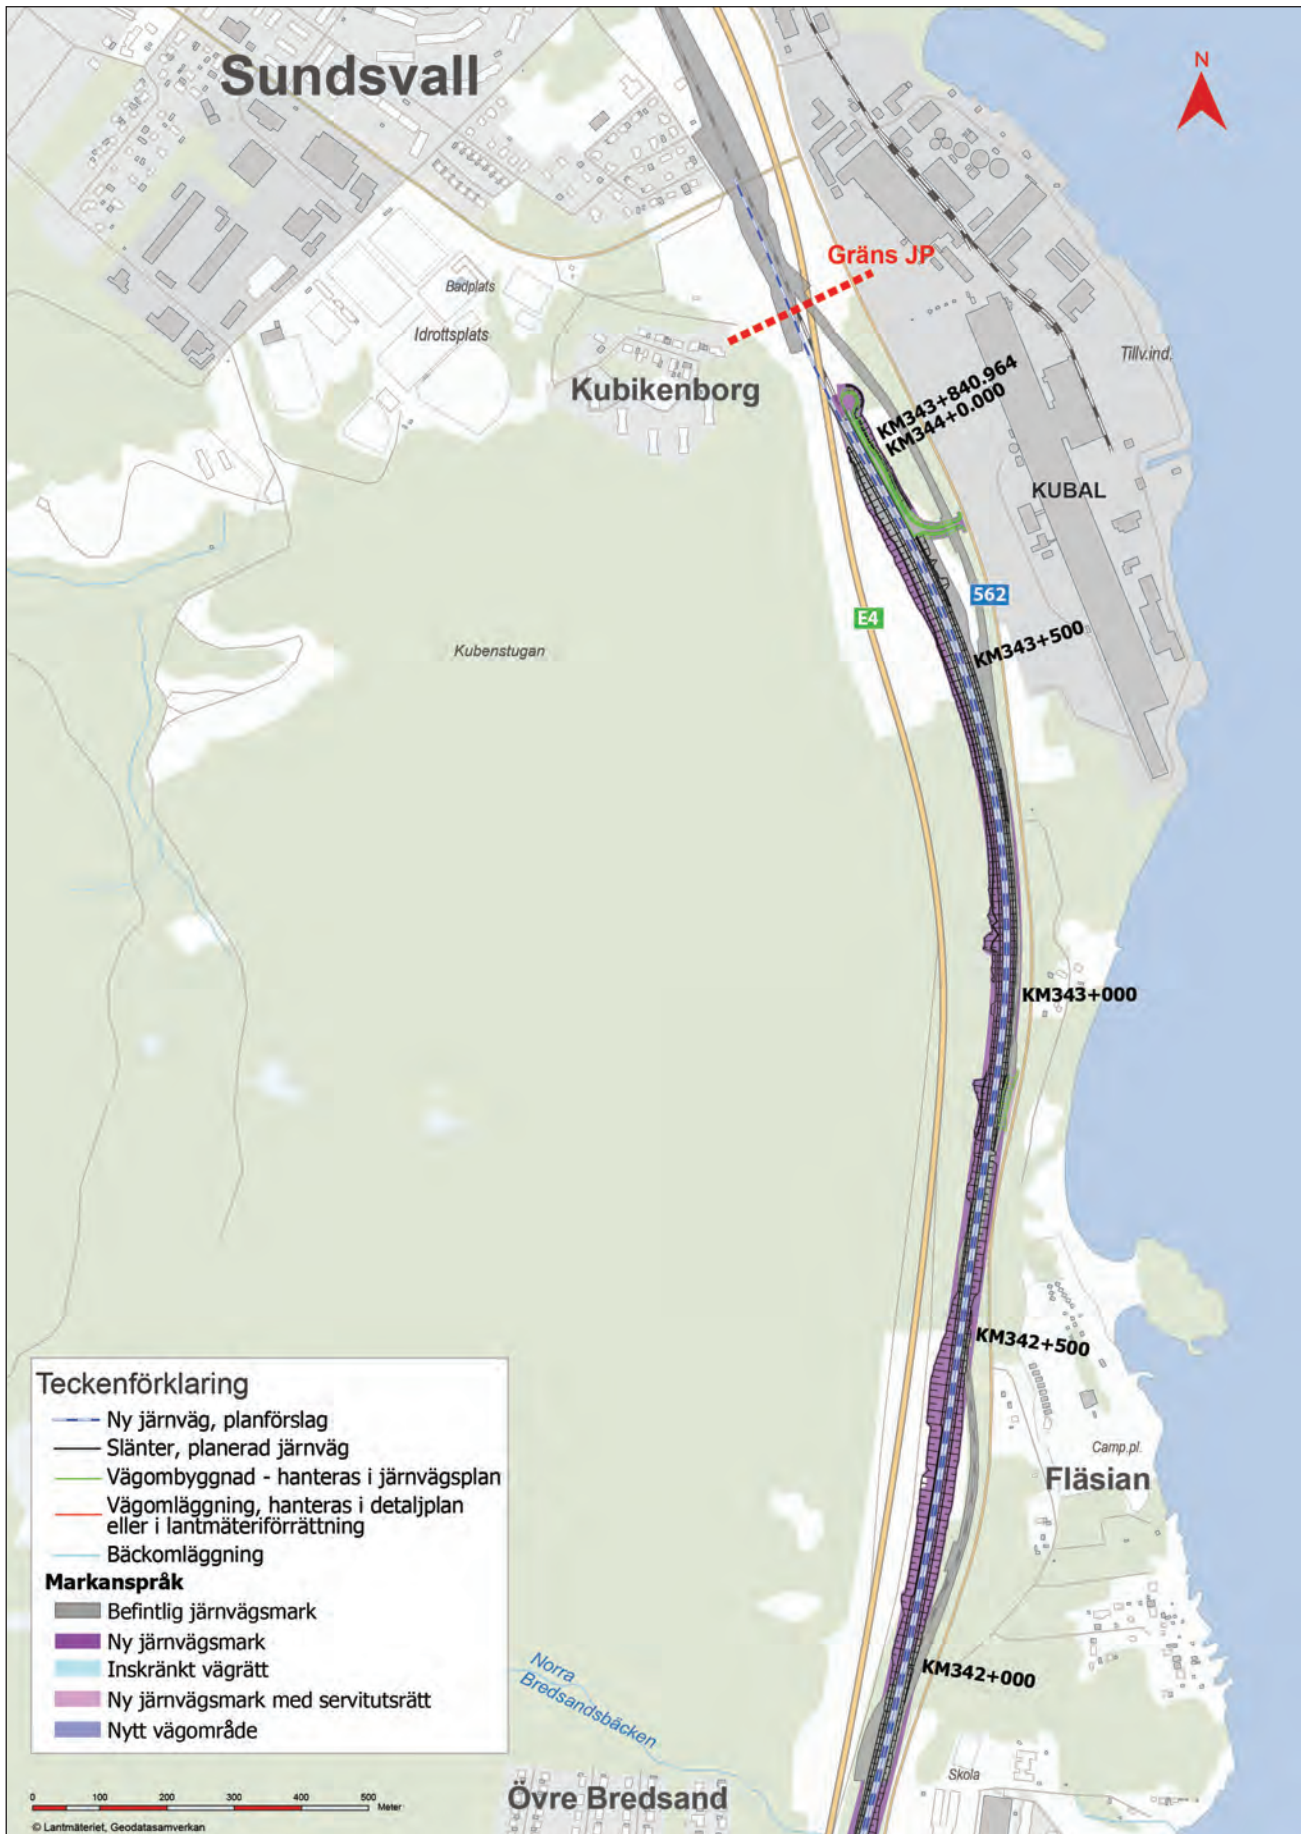 Sundsvall
N
Gräns JP
Badplats
Idrottsplats
Tillv.ind.
Kubikenborg
KM343+840.964
KM344+0.000
KUBAL
562
E4
Kubenstugan
KM343+500
KM343+000
KM342+500
Camp.pl.
Fläsian
KM342+000
Norra
Bredsandsbäcken
Skola
Övre Bredsand
Teckenförklaring
Ny järnväg, planförslag
Slänter, planerad järnväg
Vägombyggnad - hanteras i järnvägsplan
Vägomläggning, hanteras i detaljplan
eller i lantmäteriförrättning
Bäckomläggning
Markanspråk
Befintlig järnvägsmark
Ny järnvägsmark
Inskränkt vägrätt
Ny järnvägsmark med servitutsrätt
Nytt vägområde
0 100 200 300 400 500
Meter
© Lantmäteriet, Geodatasamverkan